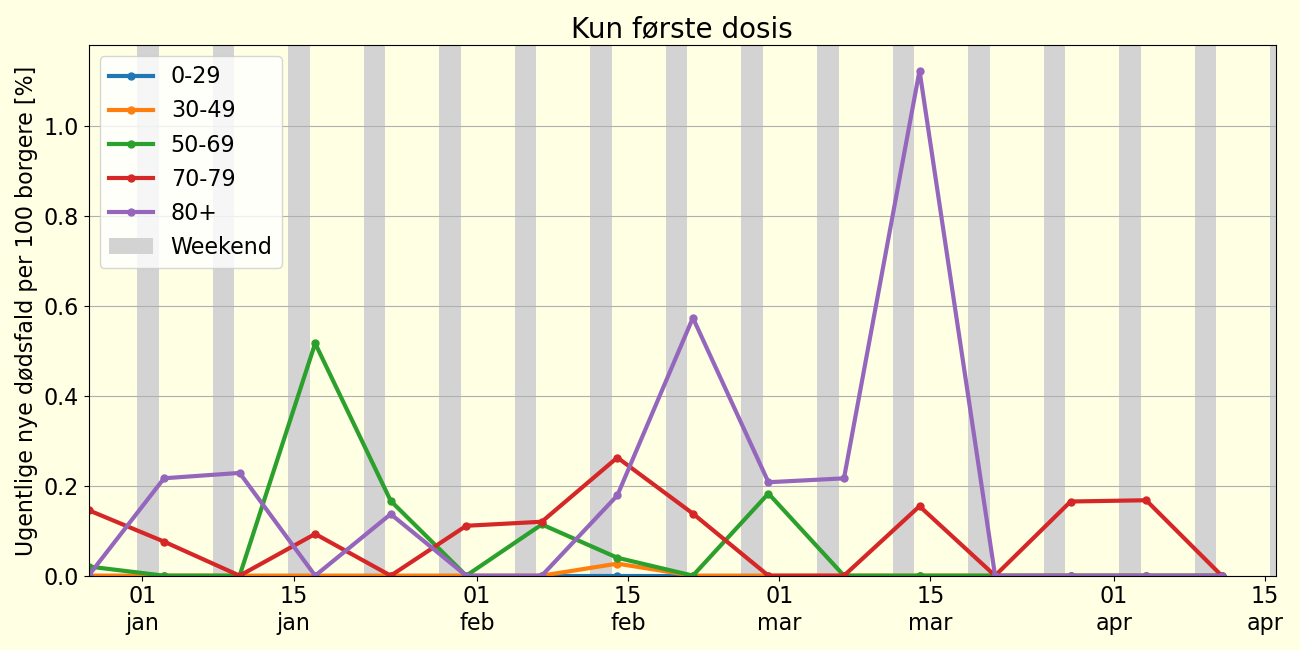 Kun første dosis
Ugentlige nye dødsfald per 100 borgere [%]
1.0
0.8
0.6
0.4
0.2
0.0
0-29
30-49
50-69
70-79
80+
Weekend
01 15 01 15 01 15 01 15
jan jan feb feb mar mar apr apr